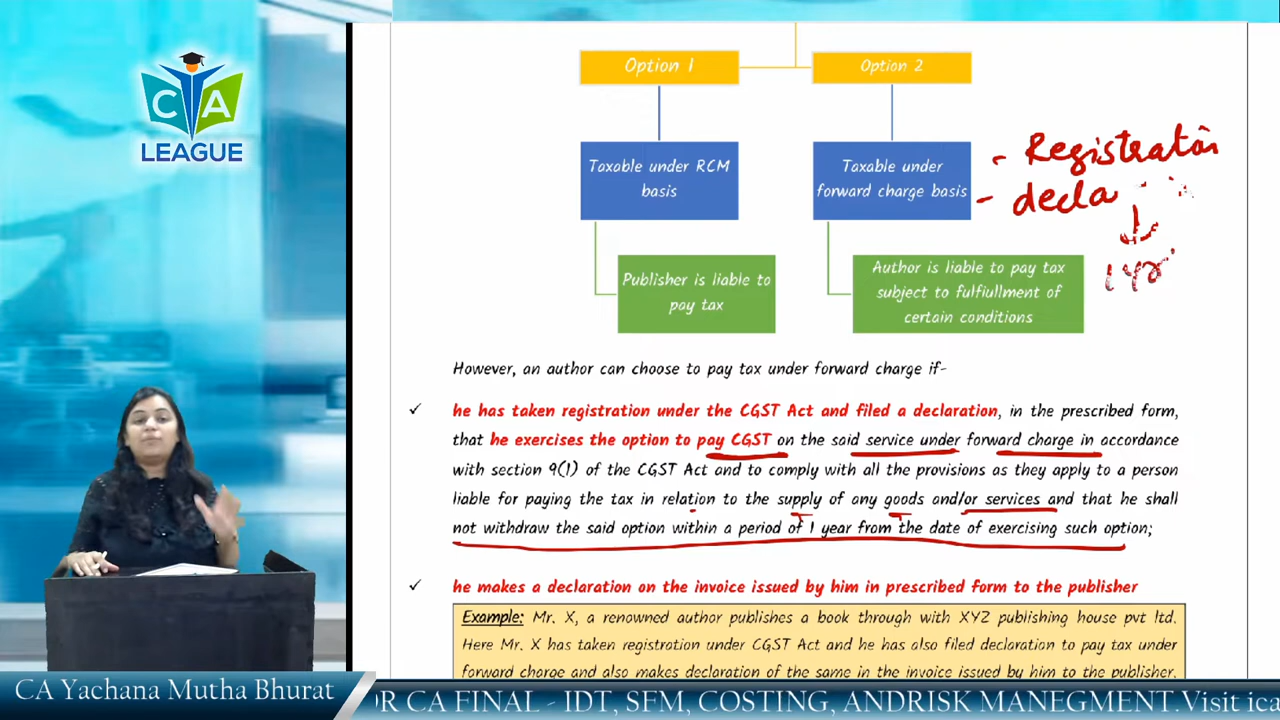 C A
LEAGUE
Option 1
Option 2
Taxable under RCM
basis
Taxable under
forward charge basis
- Registration
- decla
1 yr
Publisher is liable to
pay tax
Author is liable to pay tax
subject to fulfiullment of
certain conditions
However, an author can choose to pay tax under forward charge if-
✓ he has taken registration under the CGST Act and filed a declaration, in the prescribed form,
that he exercises the option to pay CGST on the said service under forward charge in accordance
with section 9(1) of the CGST Act and to comply with all the provisions as they apply to a person
liable for paying the tax in relation to the supply of any goods and/or services and that he shall
not withdraw the said option within a period of 1 year from the date of exercising such option;
✓ he makes a declaration on the invoice issued by him in prescribed form to the publisher
Example: Mr. X, a renowned author publishes a book through with XYZ publishing house pvt ltd.
Here Mr. X has taken registration under CGST Act and he has also filed declaration to pay tax under
forward charge and also makes declaration of the same in the invoice issued by him to the publisher.
CA Yachana Mutha Bhurat
OR CA FINAL - IDT, SFM, COSTING, ANDRISK MANEGMENT.Visit ica